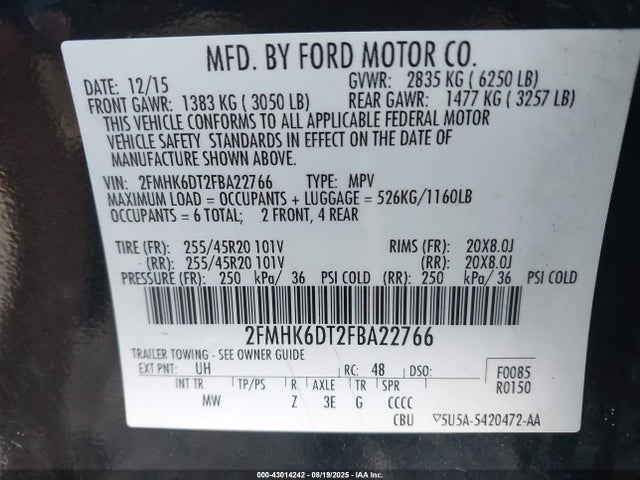 MFD. BY FORD MOTOR CO.
DATE: 12/15 GVWR: 2835 KG ( 6250 LB)
FRONT GAWR: 1383 KG ( 3050 LB) REAR GAWR: 1477 KG ( 3257 LB)
THIS VEHICLE CONFORMS TO ALL APPLICABLE FEDERAL MOTOR
VEHICLE SAFETY STANDARDS IN EFFECT ON THE DATE OF
MANUFACTURE SHOWN ABOVE.
VIN: 2FMHK6DT2FBA22766 TYPE: MPV
MAXIMUM LOAD = OCCUPANTS + LUGGAGE = 526KG/1160LB
OCCUPANTS = 6 TOTAL; 2 FRONT, 4 REAR
TIRE (FR): 255/45R20 101V RIMS (FR): 20X8.0J
(RR): 255/45R20 101V (RR): 20X8.0J
PRESSURE (FR): 250 kPa/ 36 PSI COLD (RR): 250 kPa/ 36 PSI COLD
2FMHK6DT2FBA22766
TRAILER TOWING - SEE OWNER GUIDE
EXT PNT: UH RC: 48 DSO: F0085
INT TR TP/PS R AXLE TR SPR R0150
MW Z 3E G CCCC
CBU ▽5U5A-5420472-AA
©00-43014242 - 08/19/2025 - IAAI.COM